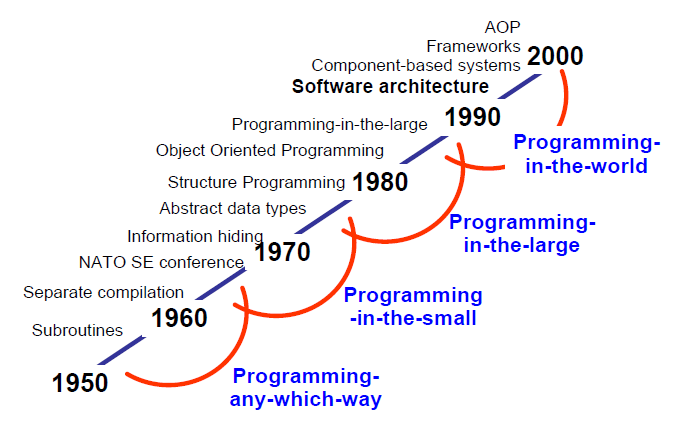 AOP
Frameworks
Component-based systems
2000
Software architecture
1990
Programming-in-the-large
Programming-
in-the-world
Object Oriented Programming
Structure Programming
1980
Abstract data types
Programming-
in-the-large
Information hiding
1970
NATO SE conference
Separate compilation
Programming
-in-the-small
1960
Subroutines
1950
Programming-
any-which-way